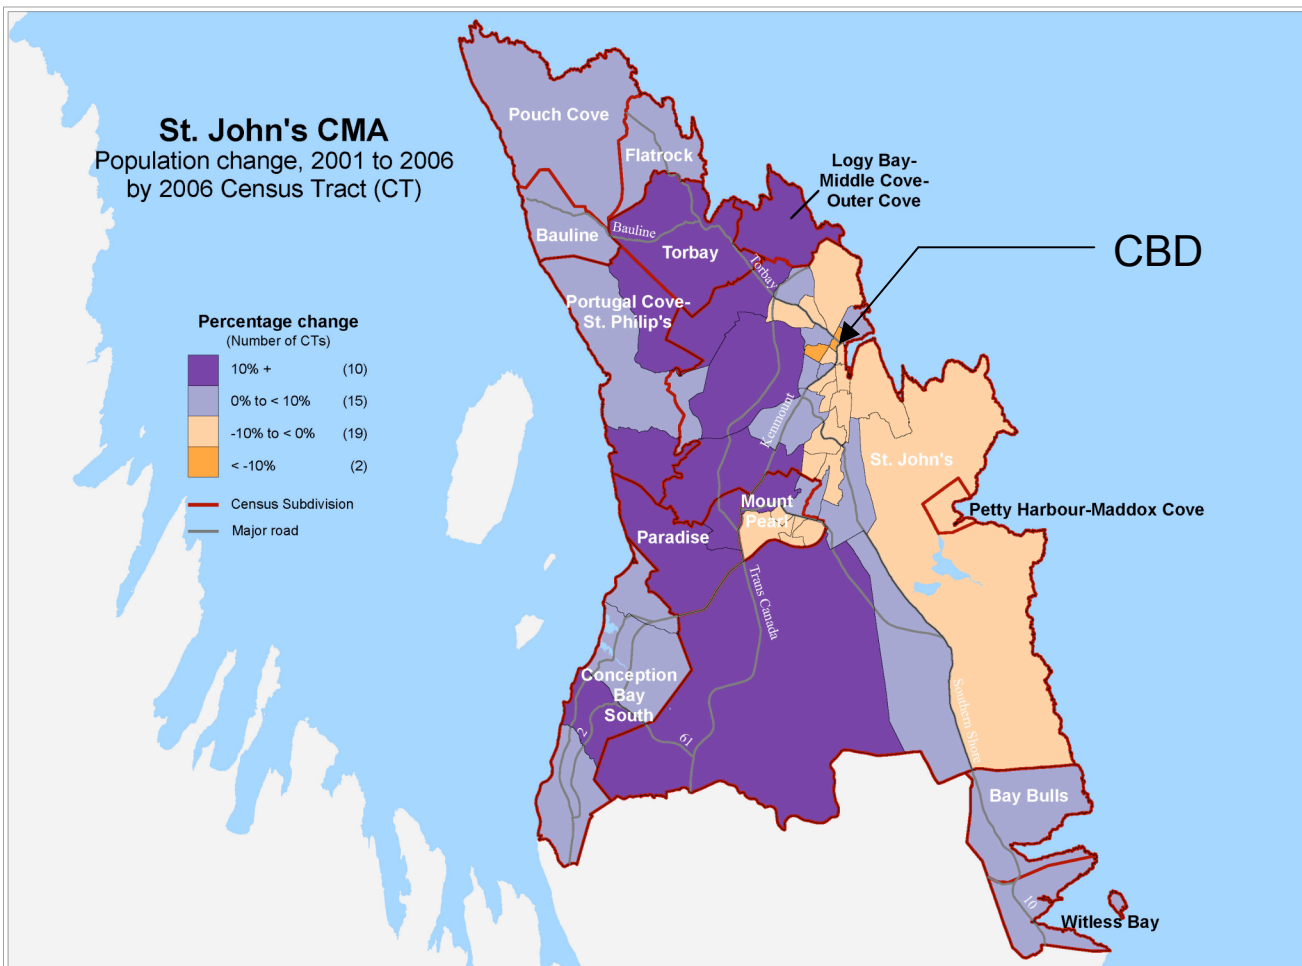 St. John's CMA
Population change, 2001 to 2006
by 2006 Census Tract (CT)
Pouch Cove
Flatrock
Logy Bay-
Middle Cove-
Outer Cove
Bauline
Bauline
Torbay
Torbay
CBD
Portugal Cove-
St. Philip's
Percentage change
(Number of CTs)
10% + (10)
0% to < 10% (15)
-10% to < 0% (19)
< -10% (2)
Census Subdivision
Major road
Kenmount
St. John's
Mount
Pearl
Petty Harbour-Maddox Cove
Paradise
Trans Canada
Conception
Bay
South
2
61
Southern Shore
Bay Bulls
10
Witless Bay